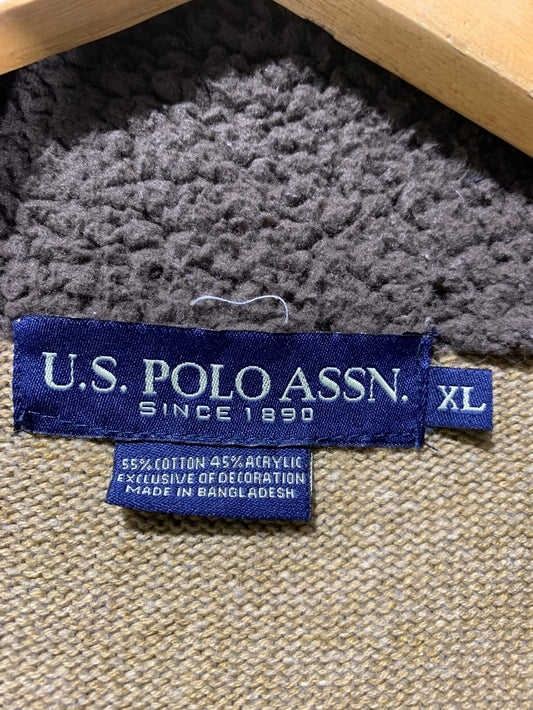 U.S. POLO ASSN.
SINCE 1890
XL
55% COTTON 45% ACRYLIC
EXCLUSIVE OF DECORATION
MADE IN BANGLADESH